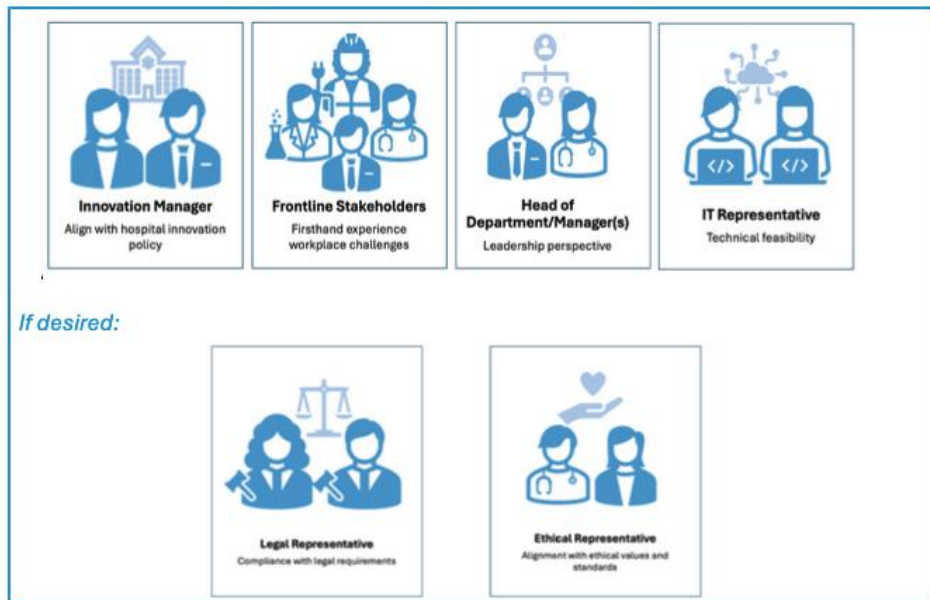 Innovation Manager
Align with hospital innovation
policy
Frontline Stakeholders
Firsthand experience
workplace challenges
Head of
Department/Manager(s)
Leadership perspective
IT Representative
Technical feasibility
</>
</>
If desired:
Legal Representative
Compliance with legal requirements
Ethical Representative
Alignment with ethical values and
standards